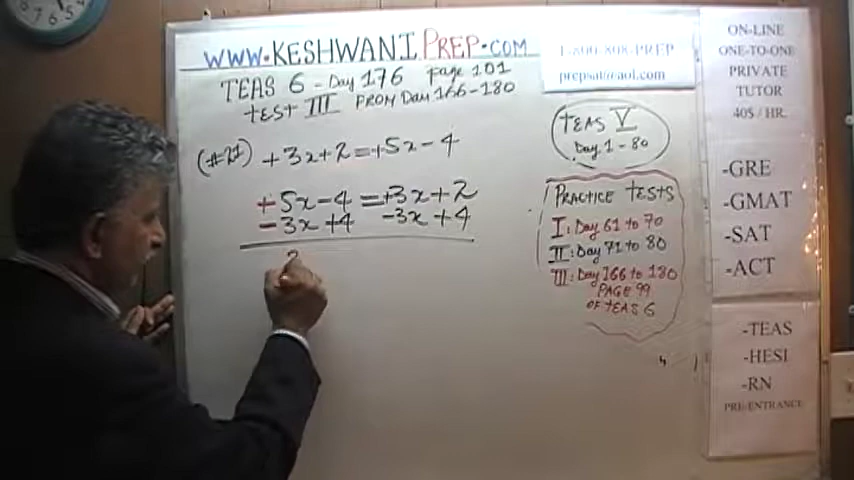 WWW.KESHWANIPREP.COM
TEAS 6 - Day 176 Page 101
TEST III FROM Day 166-180
(#21) +3x+2=+5x-4
+5x-4=+3x+2
-3x+4 -3x+4
2
1-800-808-PREP
prepsat@aol.com
TEAS V
Day 1-80
PRACTICE TESTS
I: Day 61 to 70
II: Day 71 to 80
III: Day 166 to 180
PAGE 99
OF TEAS 6
ON-LINE
ONE-TO-ONE
PRIVATE
TUTOR
40$ / HR.
-GRE
-GMAT
-SAT
-ACT
-TEAS
-HESI
-RN
PRE-ENTRANCE